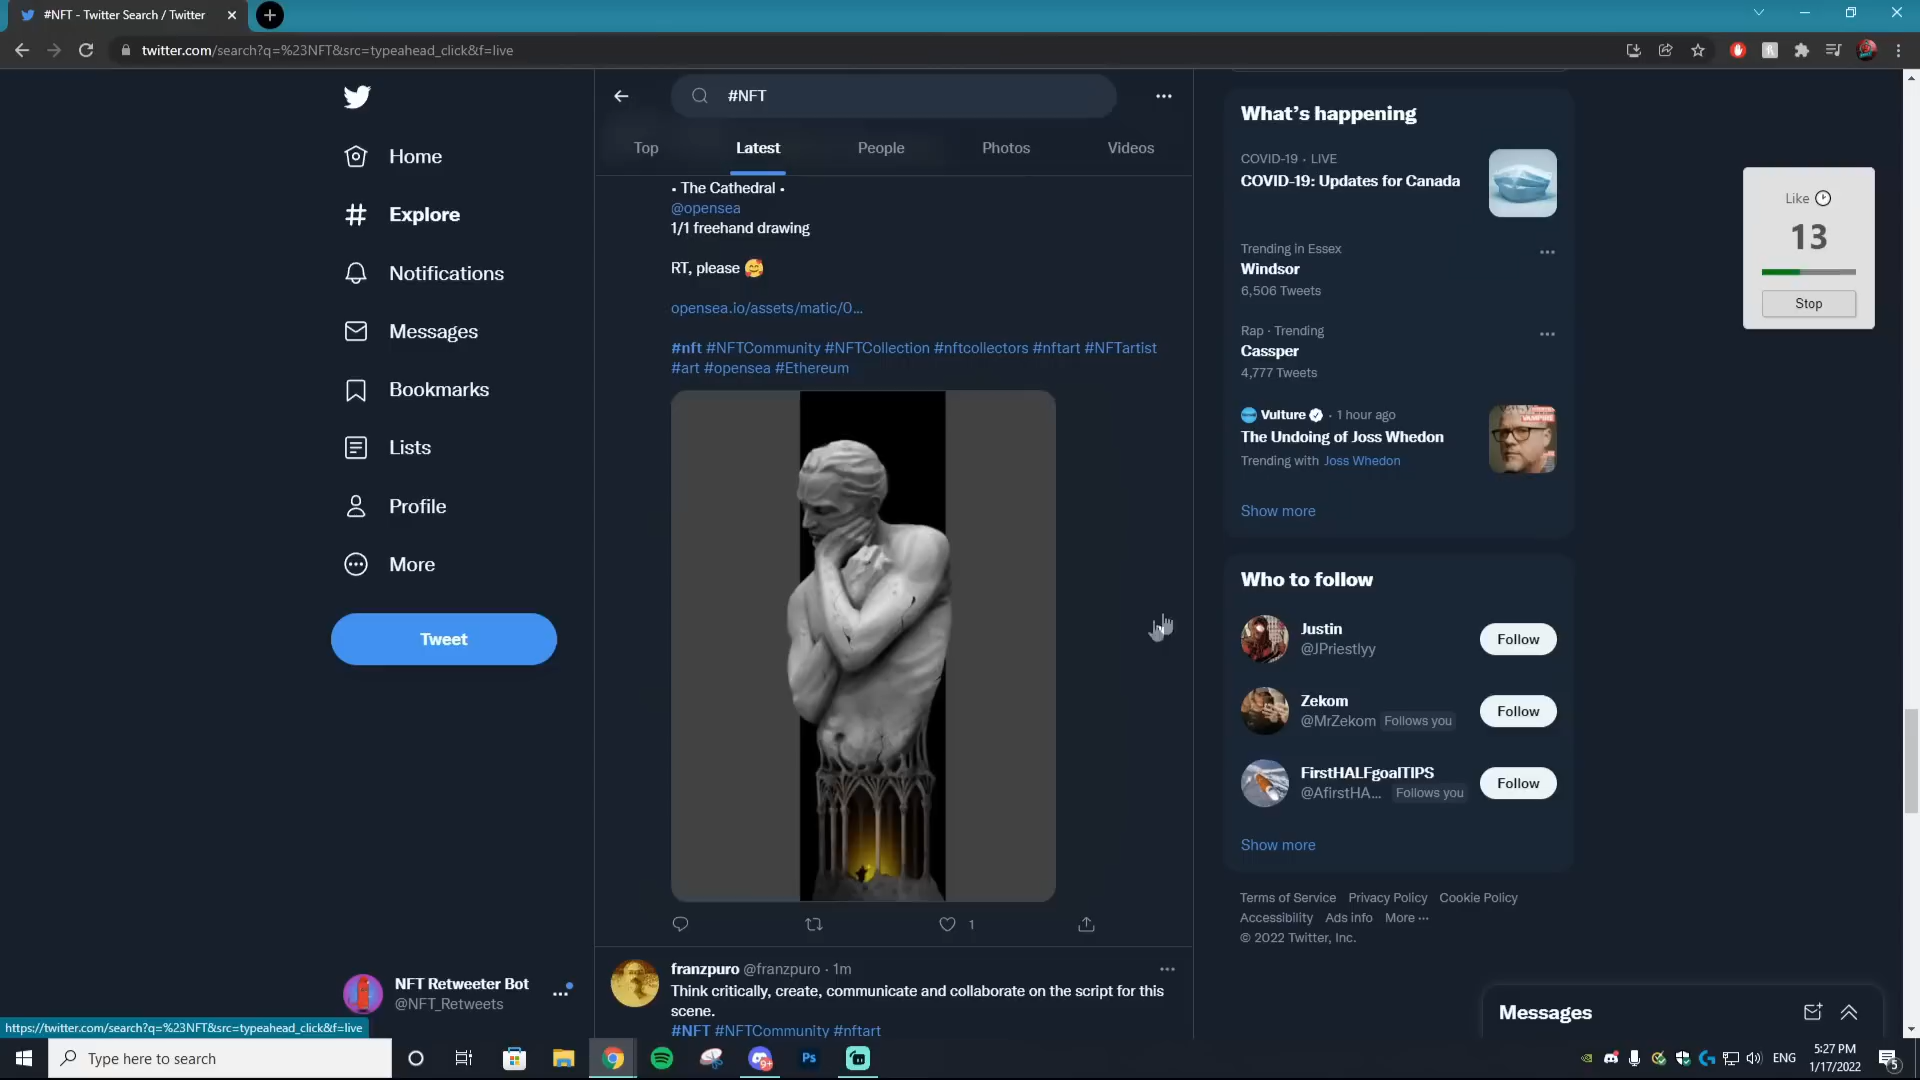 #NFT - Twitter Search / Twitter
twitter.com/search?q=%23NFT&src=typeahead_click&f=live
Home
Explore
Notifications
Messages
Bookmarks
Lists
Profile
More
Tweet
NFT Retweeter Bot
@NFT_Retweets
https://twitter.com/search?q=%23NFT&src=typeahead_click&f=live
#NFT
Top
Latest
People
Photos
Videos
• The Cathedral •
@opensea
1/1 freehand drawing
RT, please 🥰
opensea.io/assets/matic/0...
#nft #NFTCommunity #NFTCollection #nftcollectors #nftart #NFTartist
#art #opensea #Ethereum
1
franzpuro @franzpuro · 1m
Think critically, create, communicate and collaborate on the script for this
scene.
#NFT #NFTCommunity #nftart
What's happening
COVID-19 · LIVE
COVID-19: Updates for Canada
Trending in Essex
Windsor
6,506 Tweets
Rap · Trending
Cassper
4,777 Tweets
Vulture · 1 hour ago
The Undoing of Joss Whedon
Trending with Joss Whedon
Show more
Who to follow
Justin
@JPriestlyy
Follow
Zekom
@MrZekom Follows you
Follow
FirstHALFgoalTIPS
@AfirstHA... Follows you
Follow
Show more
Terms of Service Privacy Policy Cookie Policy
Accessibility Ads info More ···
© 2022 Twitter, Inc.
Messages
Like
13
Stop
Type here to search
9+
Ps
ENG
5:27 PM
1/17/2022
5